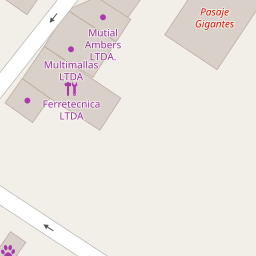 Pasaje
Gigantes
Mutial
Ambers
LTDA.
Multimallas
LTDA
Ferretecnica
LTDA